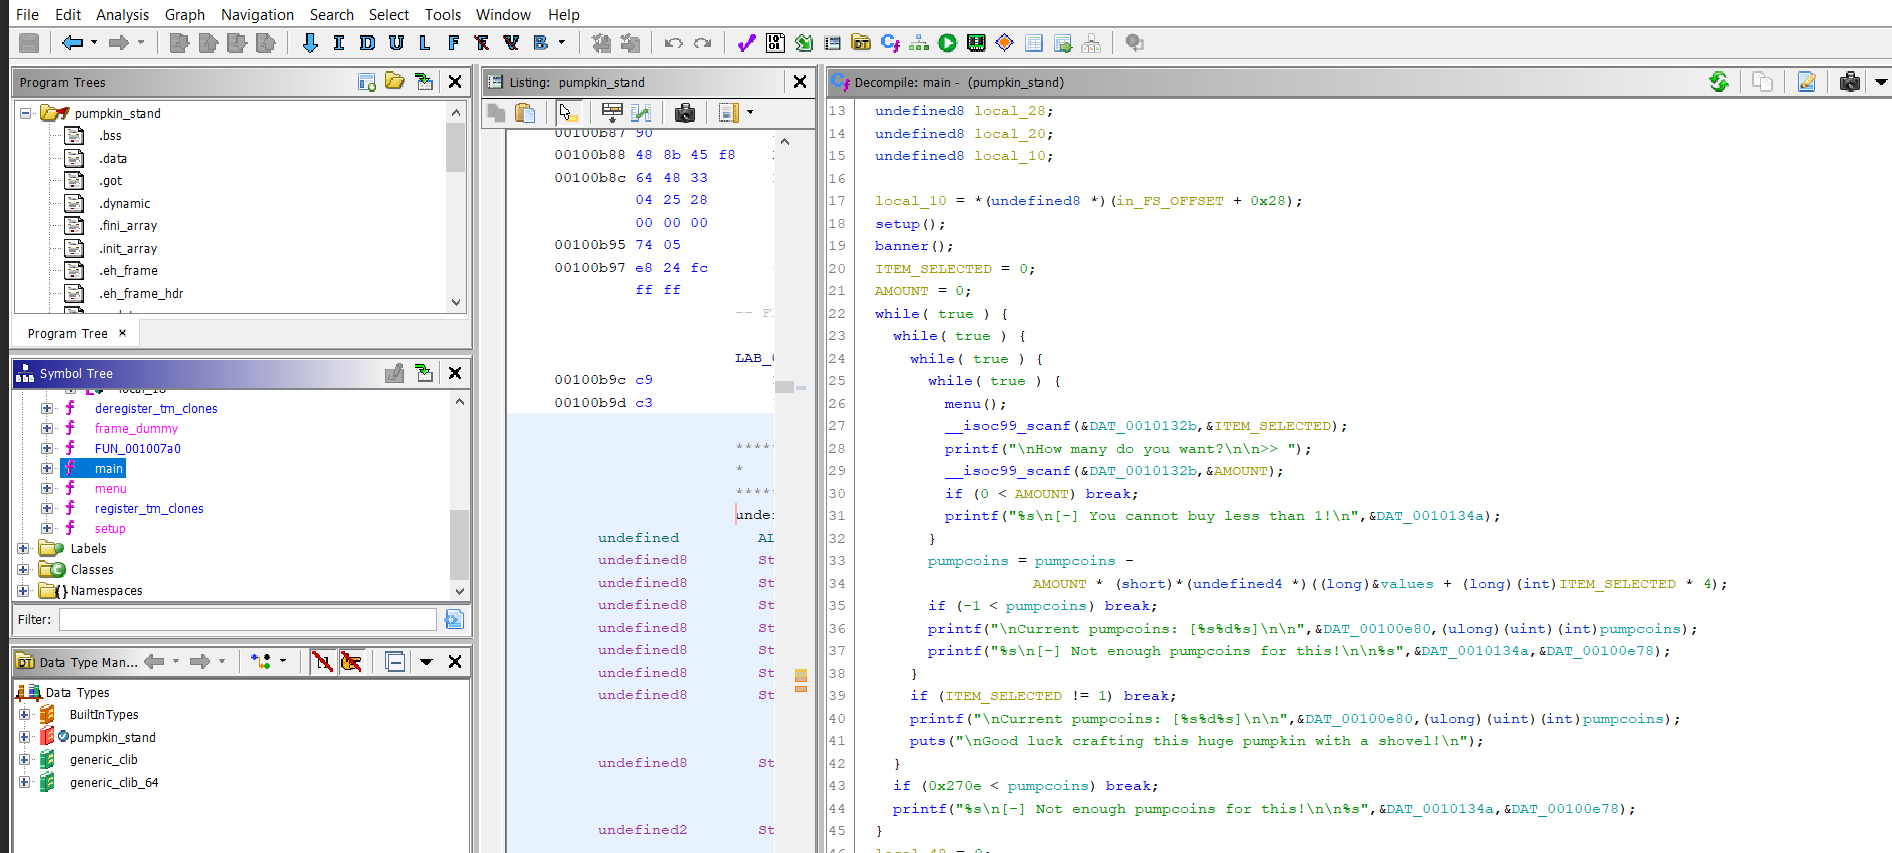 File Edit Analysis Graph Navigation Search Select Tools Window Help
I D U L F B
Program Trees
pumpkin_stand
.bss
.data
.got
.dynamic
.fini_array
.init_array
.eh_frame
.eh_frame_hdr
Program Tree ×
Symbol Tree
deregister_tm_clones
frame_dummy
FUN_001007a0
main
menu
register_tm_clones
setup
Labels
Classes
Namespaces
Filter:
Data Type Man...
Data Types
BuiltInTypes
pumpkin_stand
generic_clib
generic_clib_64
Listing: pumpkin_stand
00100b87 90
00100b88 48 8b 45 f8
00100b8c 64 48 33
04 25 28
00 00 00
00100b95 74 05
00100b97 e8 24 fc
ff ff
-- F
LAB_
00100b9c c9
00100b9d c3
****
*
****
unde
undefined AL
undefined8 St
undefined8 St
undefined8 St
undefined8 St
undefined8 St
undefined8 St
undefined8 St
undefined8 St
undefined2 St
Decompile: main - (pumpkin_stand)
13 undefined8 local_28;
14 undefined8 local_20;
15 undefined8 local_10;
16
17 local_10 = *(undefined8 *)(in_FS_OFFSET + 0x28);
18 setup();
19 banner();
20 ITEM_SELECTED = 0;
21 AMOUNT = 0;
22 while( true ) {
23 while( true ) {
24 while( true ) {
25 while( true ) {
26 menu();
27 __isoc99_scanf(&DAT_0010132b,&ITEM_SELECTED);
28 printf("\nHow many do you want?\n\n>> ");
29 __isoc99_scanf(&DAT_0010132b,&AMOUNT);
30 if (0 < AMOUNT) break;
31 printf("%s\n[-] You cannot buy less than 1!\n",&DAT_0010134a);
32 }
33 pumpcoins = pumpcoins -
34 AMOUNT * (short)*(undefined4 *)((long)&values + (long)(int)ITEM_SELECTED * 4);
35 if (-1 < pumpcoins) break;
36 printf("\nCurrent pumpcoins: [%s%d%s]\n\n",&DAT_00100e80,(ulong)(uint)(int)pumpcoins);
37 printf("%s\n[-] Not enough pumpcoins for this!\n\n%s",&DAT_0010134a,&DAT_00100e78);
38 }
39 if (ITEM_SELECTED != 1) break;
40 printf("\nCurrent pumpcoins: [%s%d%s]\n\n",&DAT_00100e80,(ulong)(uint)(int)pumpcoins);
41 puts("\nGood luck crafting this huge pumpkin with a shovel!\n");
42 }
43 if (0x270e < pumpcoins) break;
44 printf("%s\n[-] Not enough pumpcoins for this!\n\n%s",&DAT_0010134a,&DAT_00100e78);
45 }